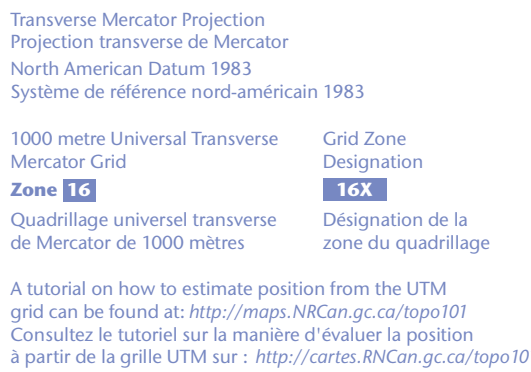 Transverse Mercator Projection
Projection transverse de Mercator
North American Datum 1983
Système de référence nord-américain 1983
1000 metre Universal Transverse
Mercator Grid
Zone 16
Quadrillage universel transverse
de Mercator de 1000 mètres
Grid Zone
Designation
16X
Désignation de la
zone du quadrillage
A tutorial on how to estimate position from the UTM
grid can be found at: http://maps.NRCan.gc.ca/topo101
Consultez le tutoriel sur la manière d'évaluer la position
à partir de la grille UTM sur : http://cartes.RNCan.gc.ca/topo10